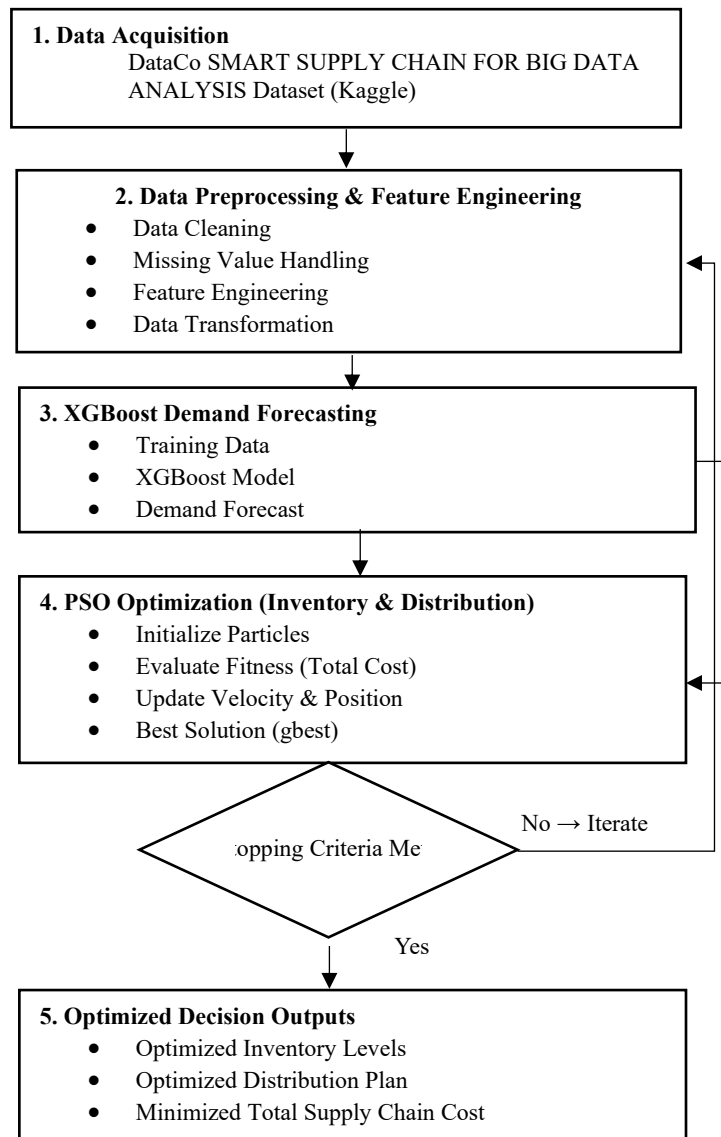 1. Data Acquisition
DataCo SMART SUPPLY CHAIN FOR BIG DATA
ANALYSIS Dataset (Kaggle)
2. Data Preprocessing & Feature Engineering
• Data Cleaning
• Missing Value Handling
• Feature Engineering
• Data Transformation
3. XGBoost Demand Forecasting
• Training Data
• XGBoost Model
• Demand Forecast
4. PSO Optimization (Inventory & Distribution)
• Initialize Particles
• Evaluate Fitness (Total Cost)
• Update Velocity & Position
• Best Solution (gbest)
Criteria
No → Iterate
Yes
5. Optimized Decision Outputs
• Optimized Inventory Levels
• Optimized Distribution Plan
• Minimized Total Supply Chain Cost